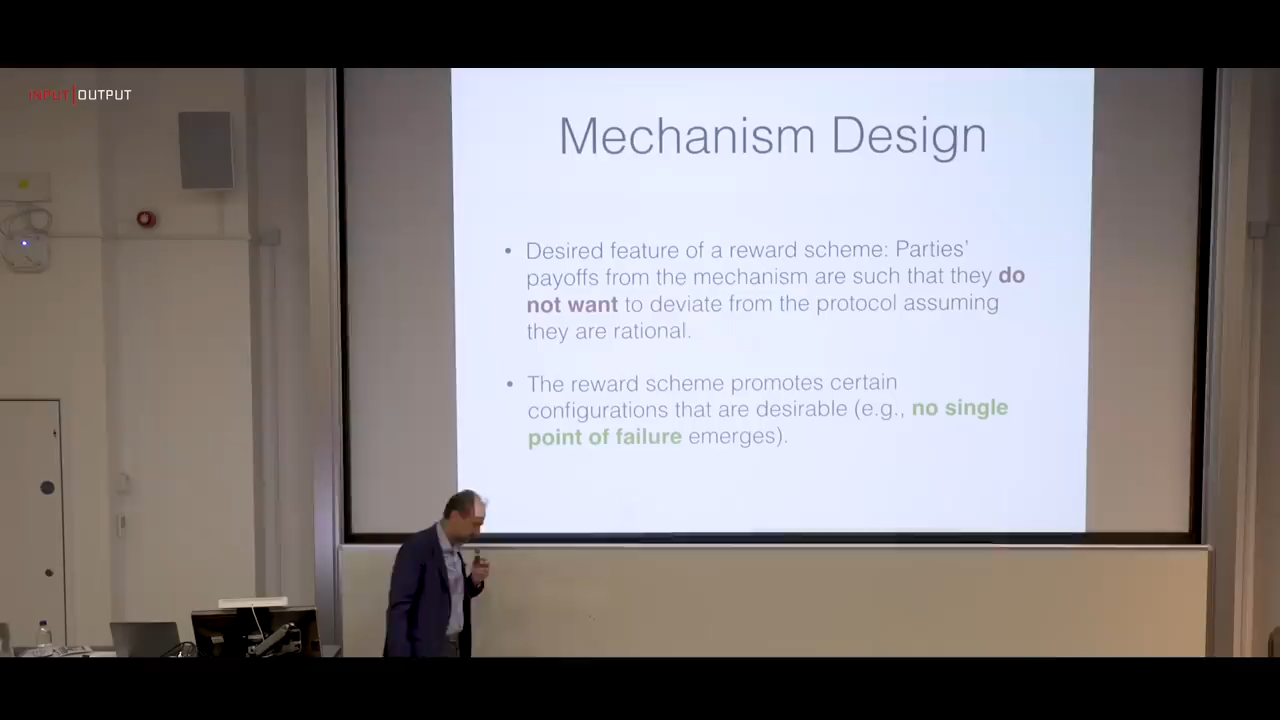 INPUT|OUTPUT
Mechanism Design
• Desired feature of a reward scheme: Parties'
payoffs from the mechanism are such that they do
not want to deviate from the protocol assuming
they are rational.
• The reward scheme promotes certain
configurations that are desirable (e.g., no single
point of failure emerges).